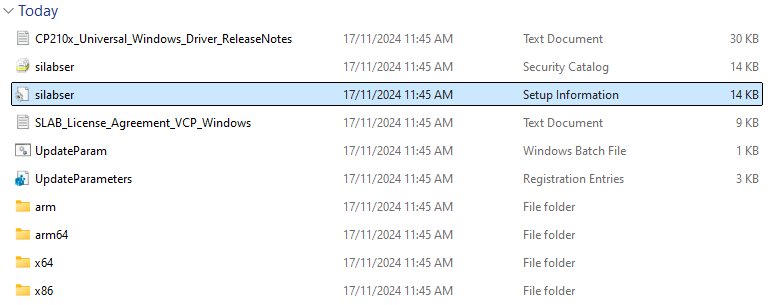 Today
CP210x_Universal_Windows_Driver_ReleaseNotes 17/11/2024 11:45 AM Text Document 30 KB
silabser 17/11/2024 11:45 AM Security Catalog 14 KB
silabser 17/11/2024 11:45 AM Setup Information 14 KB
SLAB_License_Agreement_VCP_Windows 17/11/2024 11:45 AM Text Document 9 KB
UpdateParam 17/11/2024 11:45 AM Windows Batch File 1 KB
UpdateParameters 17/11/2024 11:45 AM Registration Entries 3 KB
arm 17/11/2024 11:45 AM File folder
arm64 17/11/2024 11:45 AM File folder
x64 17/11/2024 11:45 AM File folder
x86 17/11/2024 11:45 AM File folder